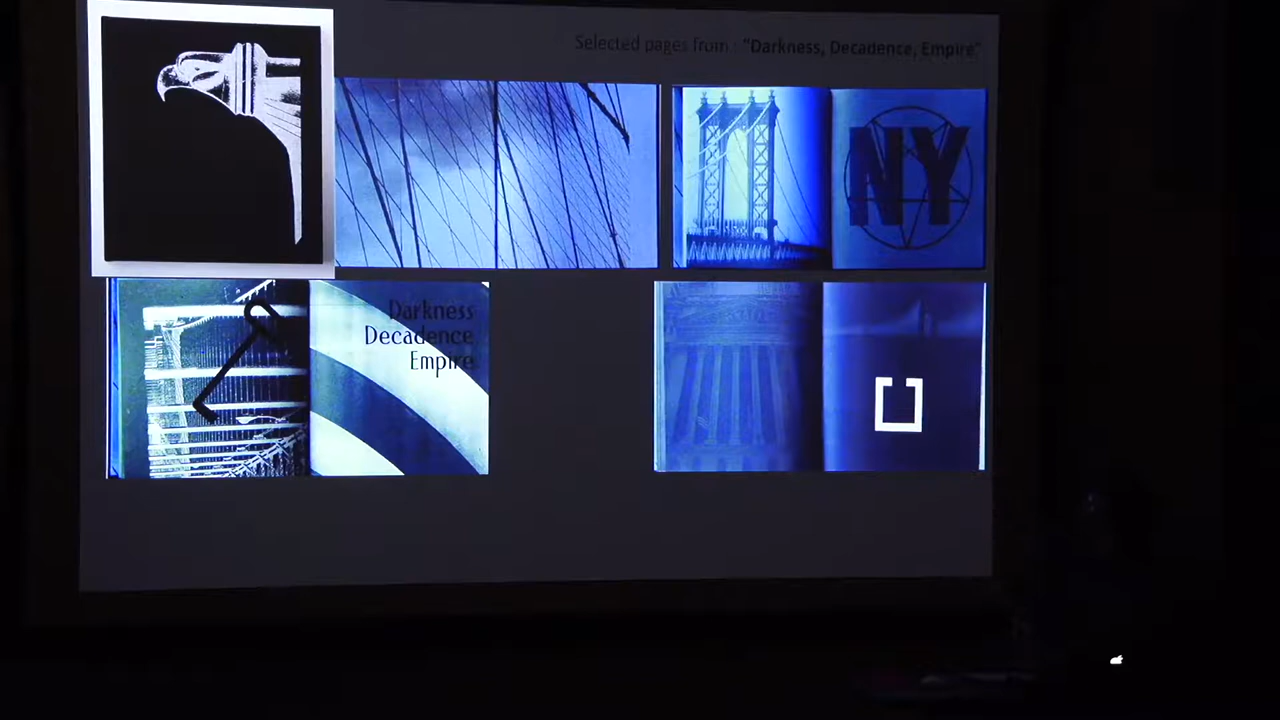 Selected pages from : "Darkness, Decadence, Empire"
NY
Darkness
Decadence
Empire